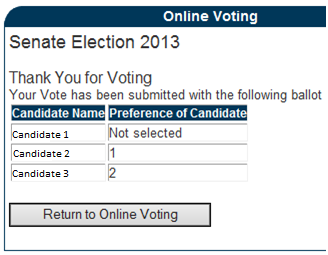 Online Voting
Senate Election 2013
Thank You for Voting
Your Vote has been submitted with the following ballot
Candidate Name Preference of Candidate
Candidate 1 Not selected
Candidate 2 1
Candidate 3 2
Return to Online Voting